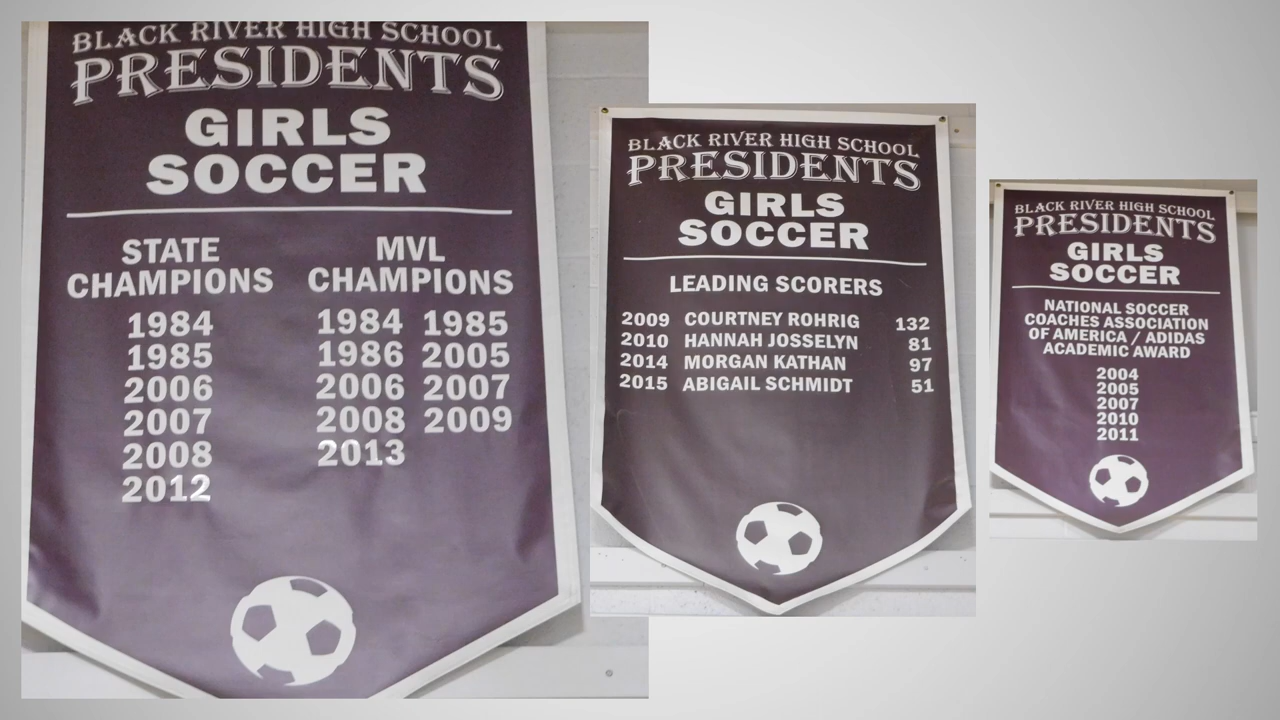 BLACK RIVER HIGH SCHOOL
PRESIDENTS
GIRLS
SOCCER
STATE CHAMPIONS
1984
1985
2006
2007
2008
2012
MVL CHAMPIONS
1984 1985
1986 2005
2006 2007
2008 2009
2013
BLACK RIVER HIGH SCHOOL
PRESIDENTS
GIRLS
SOCCER
LEADING SCORERS
2009 COURTNEY ROHRIG 132
2010 HANNAH JOSSELYN 81
2014 MORGAN KATHAN 97
2015 ABIGAIL SCHMIDT 51
BLACK RIVER HIGH SCHOOL
PRESIDENTS
GIRLS
SOCCER
NATIONAL SOCCER
COACHES ASSOCIATION
OF AMERICA / ADIDAS
ACADEMIC AWARD
2004
2005
2007
2010
2011